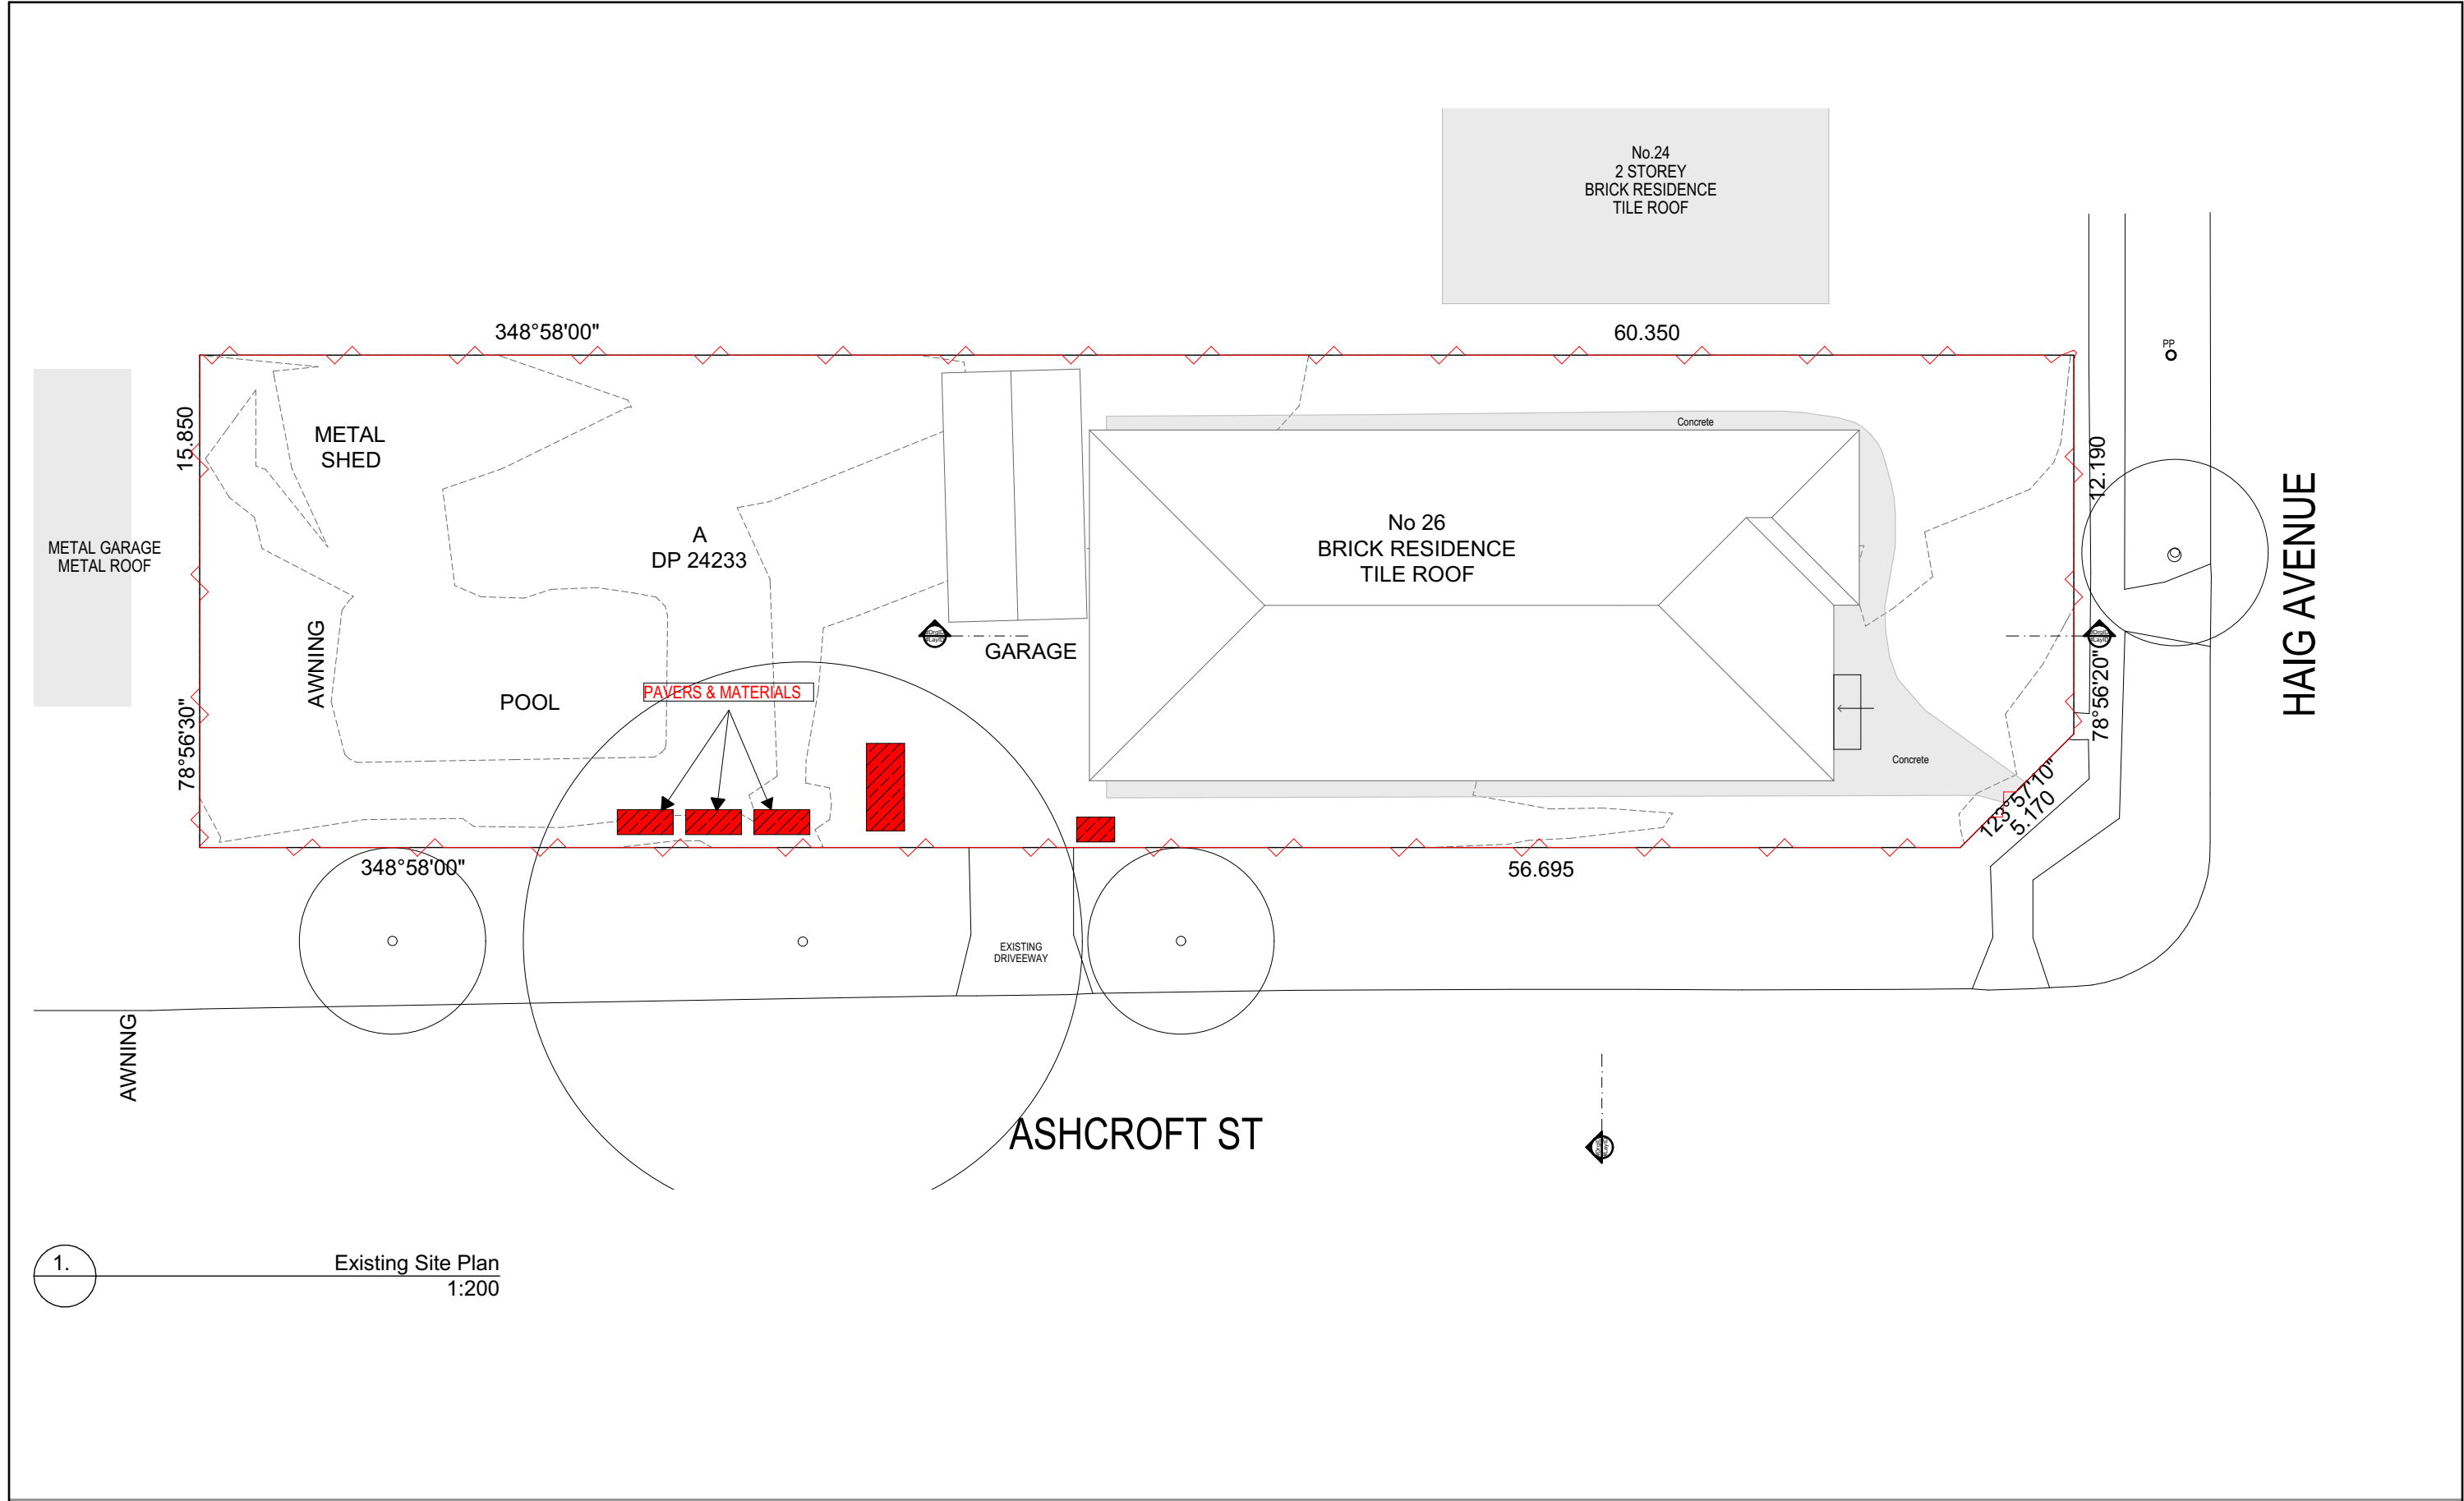 No.24
2 STOREY
BRICK RESIDENCE
TILE ROOF
348°58'00"
60.350
PP
15.850
METAL
SHED
Concrete
12.190
HAIG AVENUE
A
DP 24233
No 26
BRICK RESIDENCE
TILE ROOF
METAL GARAGE
METAL ROOF
AWNING
GARAGE
POOL
PAVERS & MATERIALS
78°56'30"
78°56'20"
Concrete
123°57'10"
5.170
348°58'00"
56.695
EXISTING
DRIVEEWAY
AWNING
ASHCROFT ST
1.
Existing Site Plan
1:200